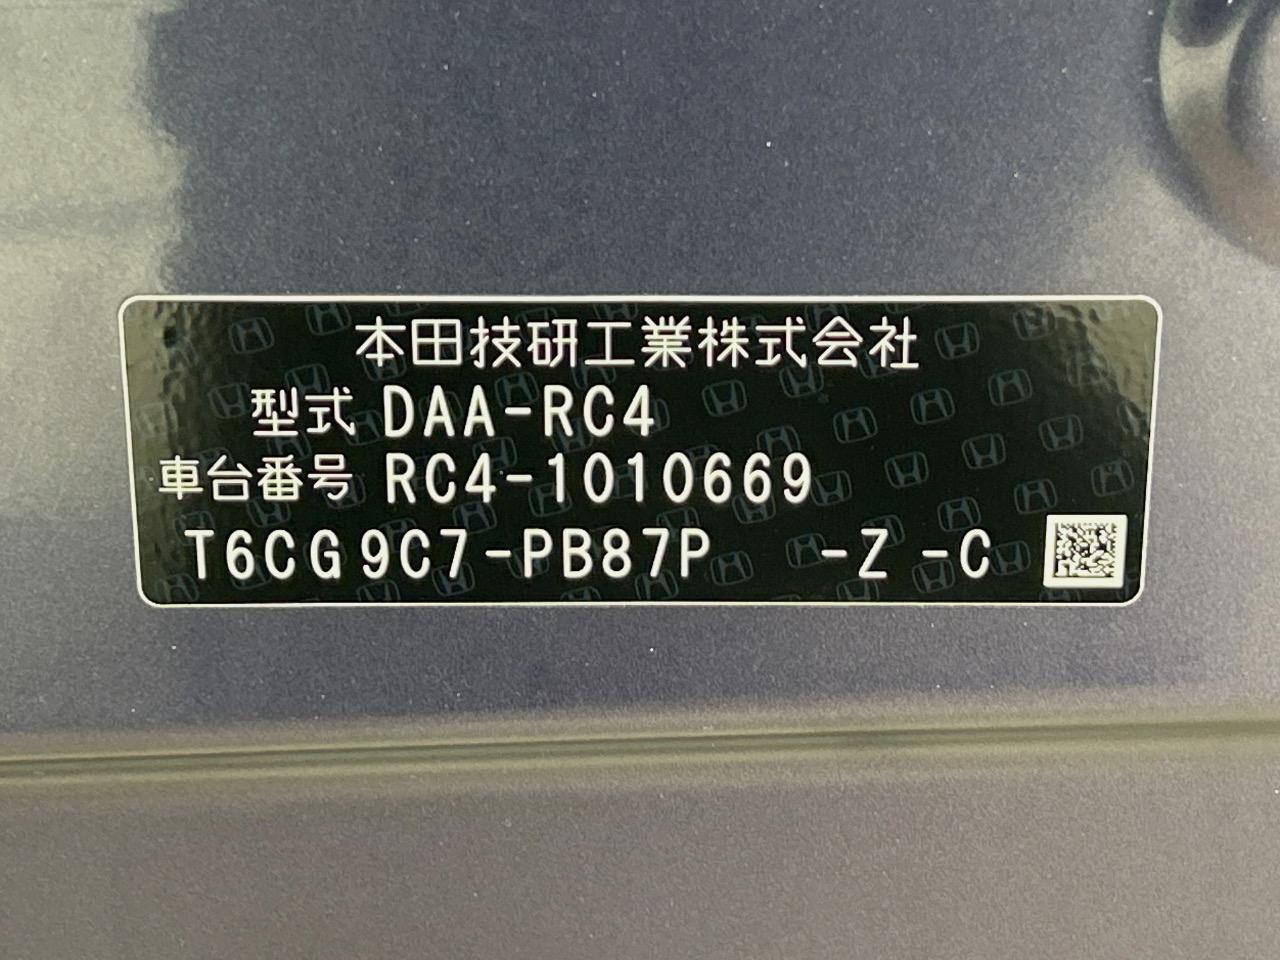 本田技研工業株式会社
型式 DAA-RC4
車台番号 RC4-1010669
T6CG9C7-PB87P -Z -C